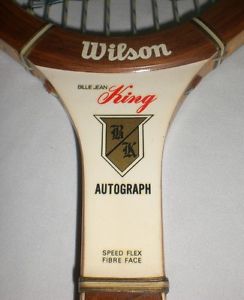 Wilson
BILLIE JEAN
King
B
K
AUTOGRAPH
SPEED FLEX
FIBRE FACE